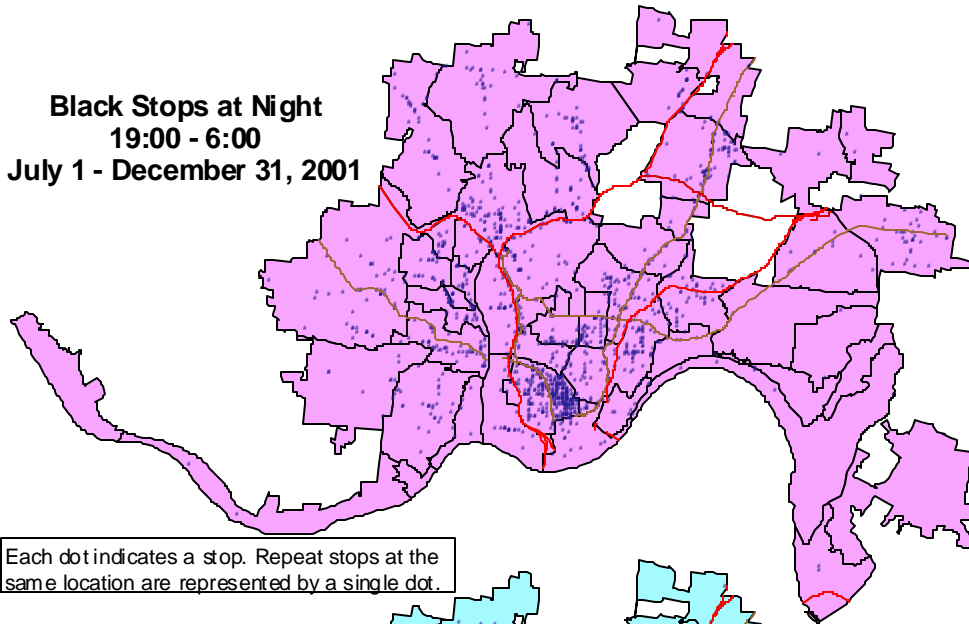 Black Stops at Night
19:00 - 6:00
July 1 - December 31, 2001
Each dot indicates a stop. Repeat stops at the
same location are represented by a single dot.